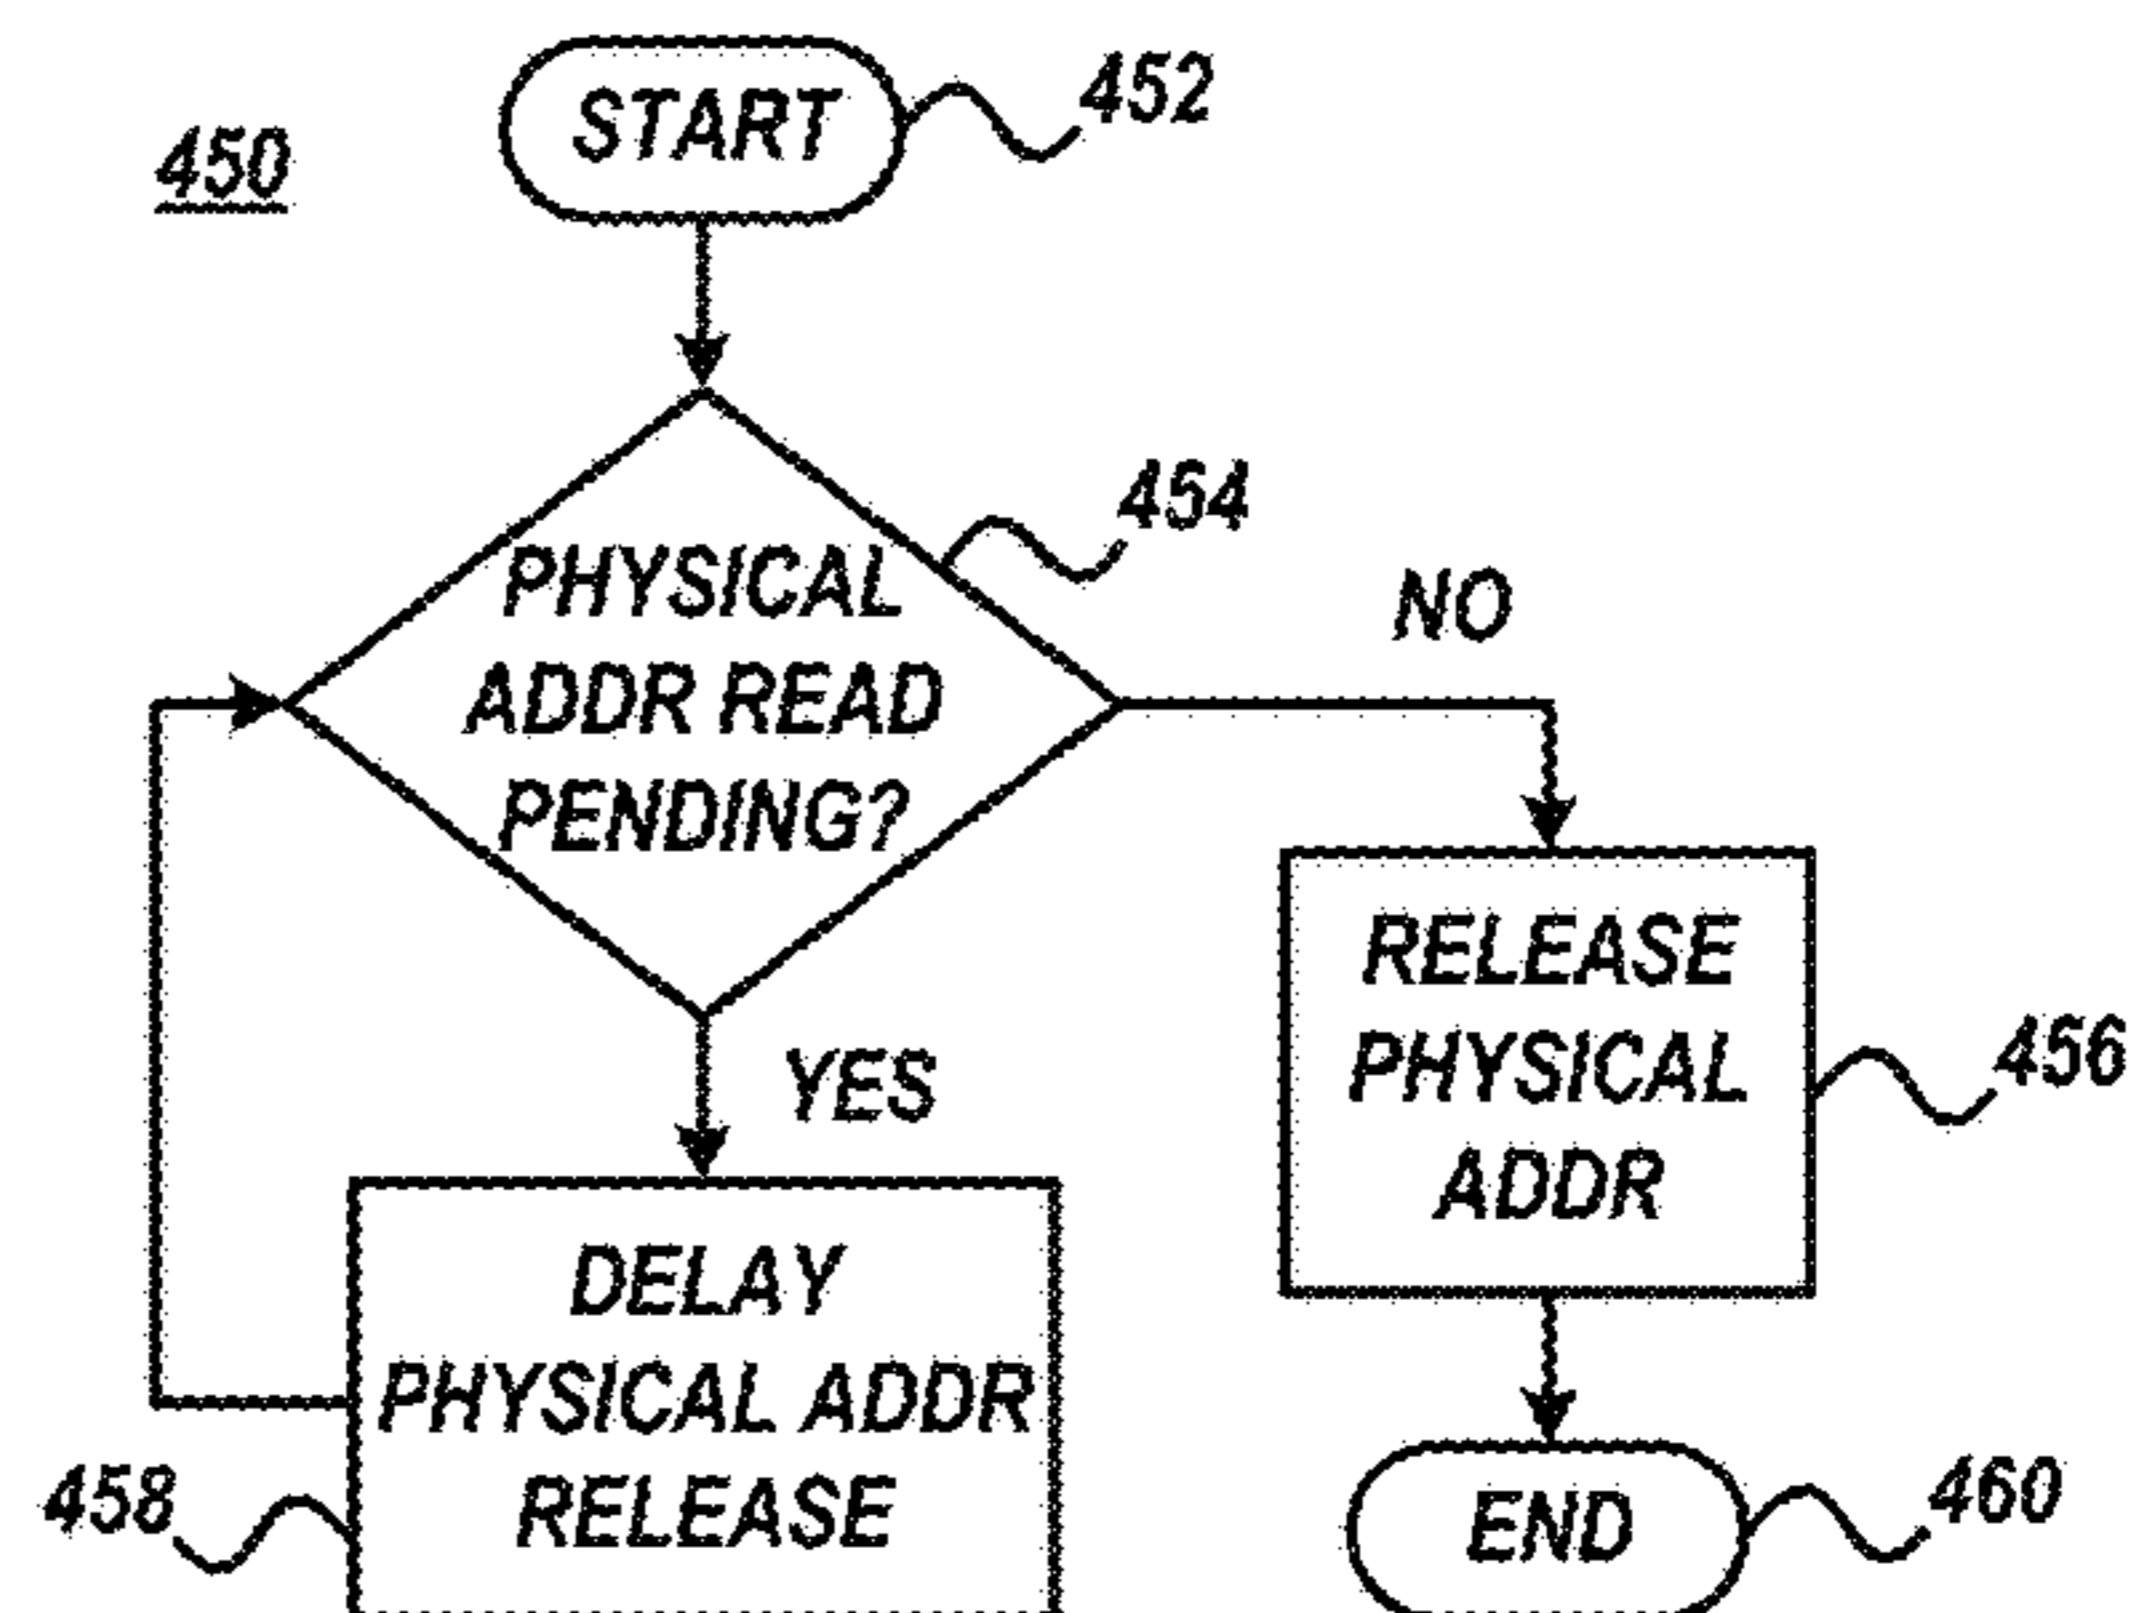 450
START
452
PHYSICAL
ADDR READ
PENDING?
454
NO
YES
RELEASE
PHYSICAL
ADDR
456
DELAY
PHYSICAL ADDR
RELEASE
458
END
460